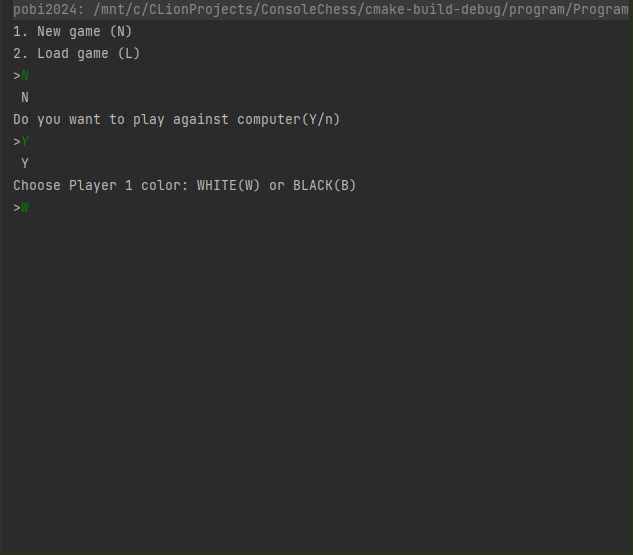 pobi2024: /mnt/c/CLionProjects/ConsoleChess/cmake-build-debug/program/Program
1. New game (N)
2. Load game (L)
>N
N
Do you want to play against computer(Y/n)
>Y
Y
Choose Player 1 color: WHITE(W) or BLACK(B)
>W